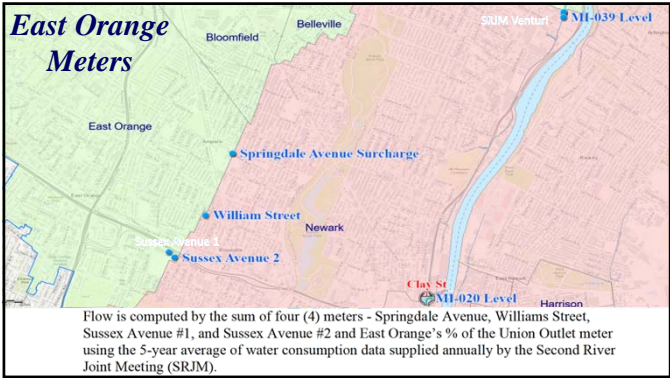 East Orange
Meters
Belleville
Bloomfield
SRJM Venturi
MI-039 Level
East Orange
Springdale Avenue Surcharge
William Street
Newark
Sussex Avenue 1
Sussex Avenue 2
Clay St
MI-020 Level
Harrison
Flow is computed by the sum of four (4) meters - Springdale Avenue, Williams Street,
Sussex Avenue #1, and Sussex Avenue #2 and East Orange's % of the Union Outlet meter
using the 5-year average of water consumption data supplied annually by the Second River
Joint Meeting (SRJM).